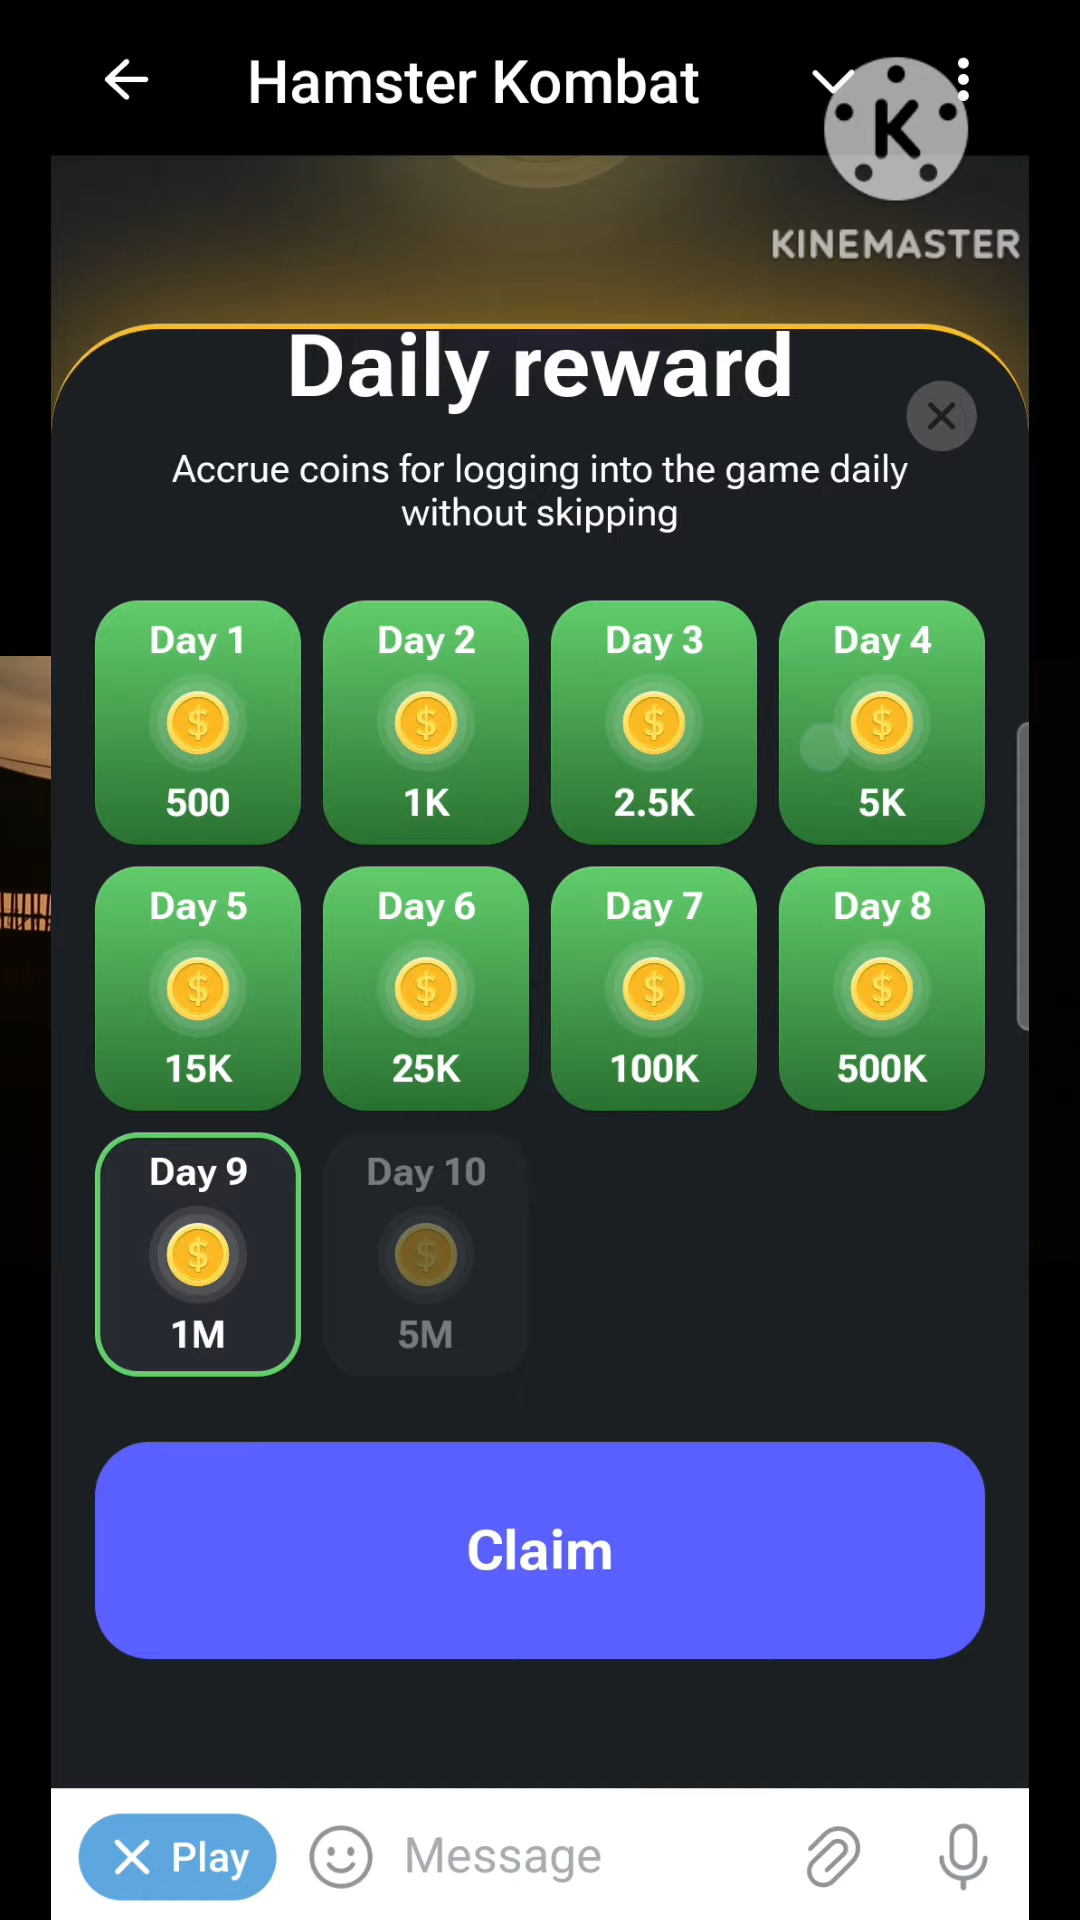 Hamster Kombat
K
KINEMASTER
Daily reward
Accrue coins for logging into the game daily
without skipping
Day 1
$
500
Day 2
$
1K
Day 3
$
2.5K
Day 4
$
5K
Day 5
$
15K
Day 6
$
25K
Day 7
$
100K
Day 8
$
500K
Day 9
$
1M
Day 10
$
5M
Claim
Play
Message